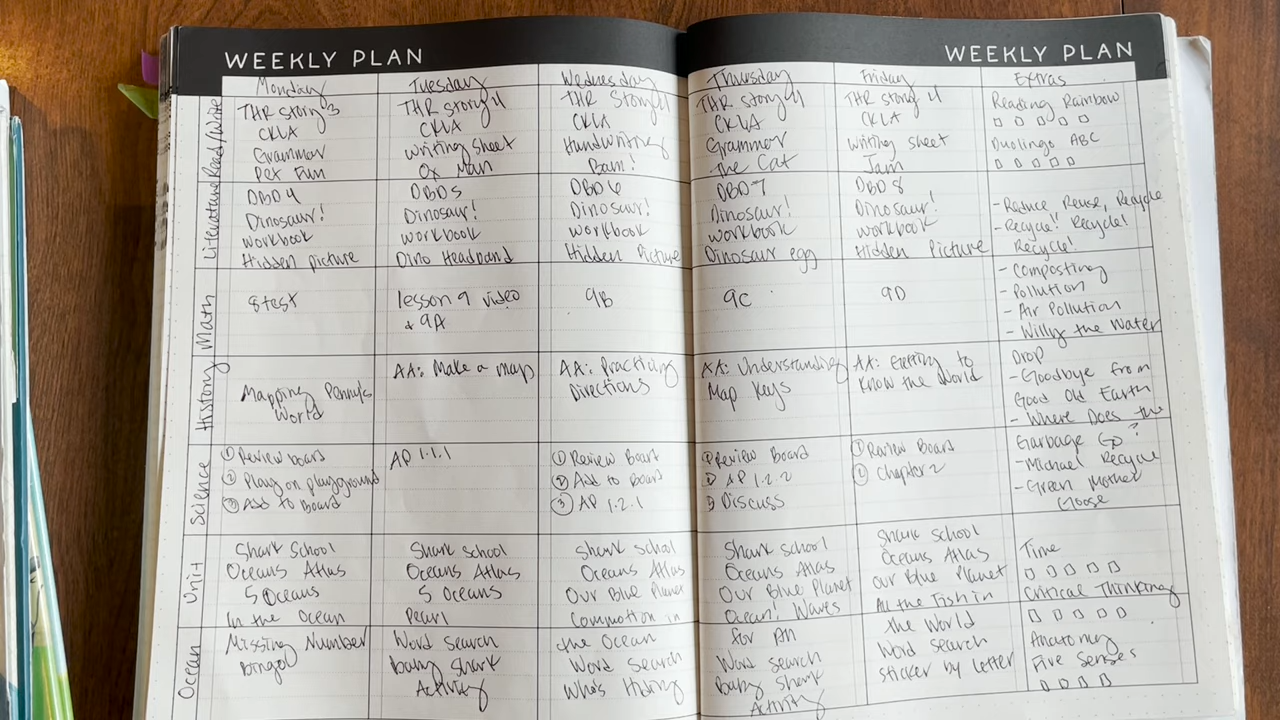 WEEKLY PLAN
WEEKLY PLAN
Monday
Tuesday
Wednesday
Thursday
Friday
Extras
Literature Read/Write
THR Story 3
CKLA
Grammar
Pet Fun
THR Story 4
CKLA
Writing sheet
Ox Man
THR Story 4
CKLA
Handwriting
Bam!
THR Story 4
CKLA
Grammar
The Cat
THR Story 4
CKLA
Writing sheet
Jam
Reading Rainbow
Duolingo ABC
DBD 4
Dinosaur!
Workbook
Hidden Picture
DBD 5
Dinosaur!
Workbook
Dino Headband
DBD 6
Dinosaur!
Workbook
Hidden Picture
DBD 7
Dinosaur!
Workbook
Dinosaur egg
DBD 8
Dinosaur!
Workbook
Hidden Picture
- Reduce Reuse, Recycle
- Recycle! Recycle!
Recycle!
- Composting
- Pollution
- Air Pollution
- Willy the Water
Drop
- Goodbye from
Good Old Earth
- Where Does the
Garbage Go?
- Michael Recycle
- Green Mother
Goose
Math
8 test
lesson 9 video
+ 9A
9B
9C
9D
History
Mapping Penny's
World
AA: Make a map
AA: Practicing
Directions
AA: Understanding
Map Keys
AA: Getting to
Know the World
Science
① Review board
② Play on playground
③ Add to Board
AP 1.1.1
① Review Board
② Add to Board
③ AP 1.2.1
① Review Board
② AP 1.2.2
③ Discuss
① Review Board
② Chapter 2
Unit
Shark School
Oceans Atlas
5 Oceans
In the Ocean
Shark School
Oceans Atlas
5 Oceans
Pearl
Shark School
Oceans Atlas
Our Blue Planet
Commotion in
Shark School
Oceans Atlas
Our Blue Planet
Ocean! Waves
Shark School
Oceans Atlas
Our Blue Planet
All the Fish in
Time
Critical Thinking
Ocean
Missing Number
bingo
Word Search
baby Shark
Activity
the Ocean
Word Search
Who's Hiding
for All
Word Search
baby Shark
Activity
the World
Word Search
Sticker by Letter
Anatomy
Five Senses